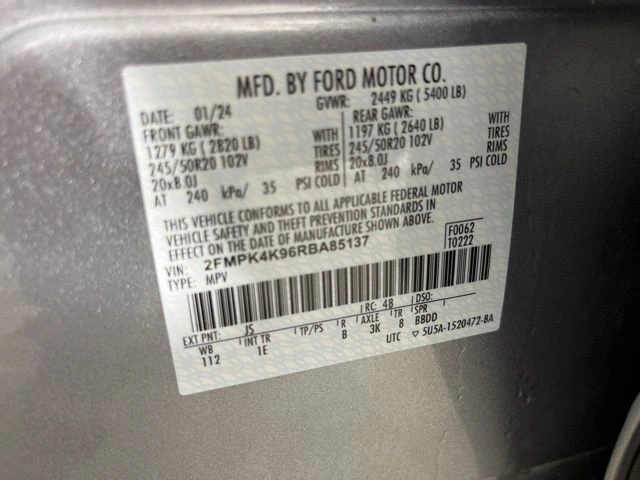 MFD. BY FORD MOTOR CO.
DATE: 01/24 GVWR: 2449 KG ( 5400 LB)
FRONT GAWR: REAR GAWR:
1279 KG ( 2820 LB) WITH 1197 KG ( 2640 LB) WITH
245/50R20 102V TIRES 245/50R20 102V TIRES
20x8.0J RIMS 20x8.0J RIMS
AT 240 kPa/ 35 PSI COLD AT 240 kPa/ 35 PSI COLD
THIS VEHICLE CONFORMS TO ALL APPLICABLE FEDERAL MOTOR
VEHICLE SAFETY AND THEFT PREVENTION STANDARDS IN
EFFECT ON THE DATE OF MANUFACTURE SHOWN ABOVE. F0062
VIN: 2FMPK4K96RBA85137 T0222
TYPE: MPV
EXT PNT: JS RC: 48 DSO:
WB INT TR TP/PS R AXLE TR SPR
112 1E B 3K 8 BBDD
UTC ▽ 5U5A-1520472-BA